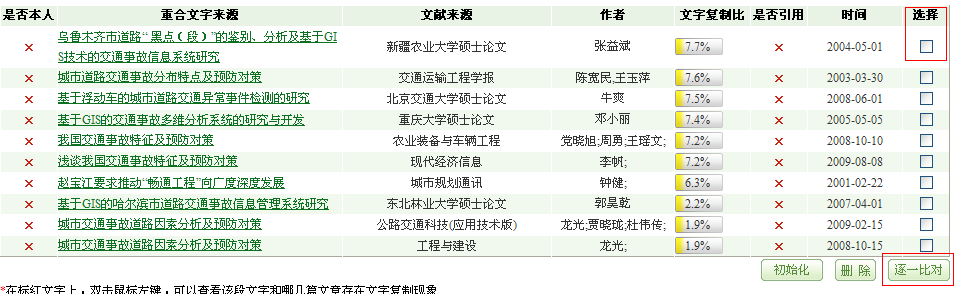 是否本人 重合文字来源 文献来源 作者 文字复制比 是否引用 时间 选择
乌鲁木齐市道路“黑点（段）”的鉴别、分析及基于GI
S技术的交通事故信息系统研究 新疆农业大学硕士论文 张益斌 7.7% 2004-05-01
城市道路交通事故分布特点及预防对策 交通运输工程学报 陈宽民,王玉萍 7.6% 2003-03-30
基于浮动车的城市道路交通异常事件检测的研究 北京交通大学硕士论文 牛爽 7.5% 2008-06-01
基于GIS的交通事故多维分析系统的研究与开发 重庆大学硕士论文 邓小丽 7.4% 2005-05-05
我国交通事故特征及预防对策 农业装备与车辆工程 党晓旭;周勇;王瑶文; 7.2% 2008-10-10
浅谈我国交通事故特征及预防对策 现代经济信息 李帆; 7.2% 2009-08-08
赵宝江要求推动“畅通工程”向广度深度发展 城市规划通讯 钟健; 6.3% 2001-02-22
基于GIS的哈尔滨市道路交通事故信息管理系统研究 东北林业大学硕士论文 郭昊乾 2.2% 2007-04-01
城市交通事故道路因素分析及预防对策 公路交通科技(应用技术版) 龙光;贾晓珑;杜伟传; 1.9% 2009-02-15
城市交通事故道路因素分析及预防对策 工程与建设 龙光; 1.9% 2008-10-15
初始化 删 除 逐一比对
*在标红文字上，双击鼠标左键，可以查看该段文字和哪几篇文章存在文字复制现象